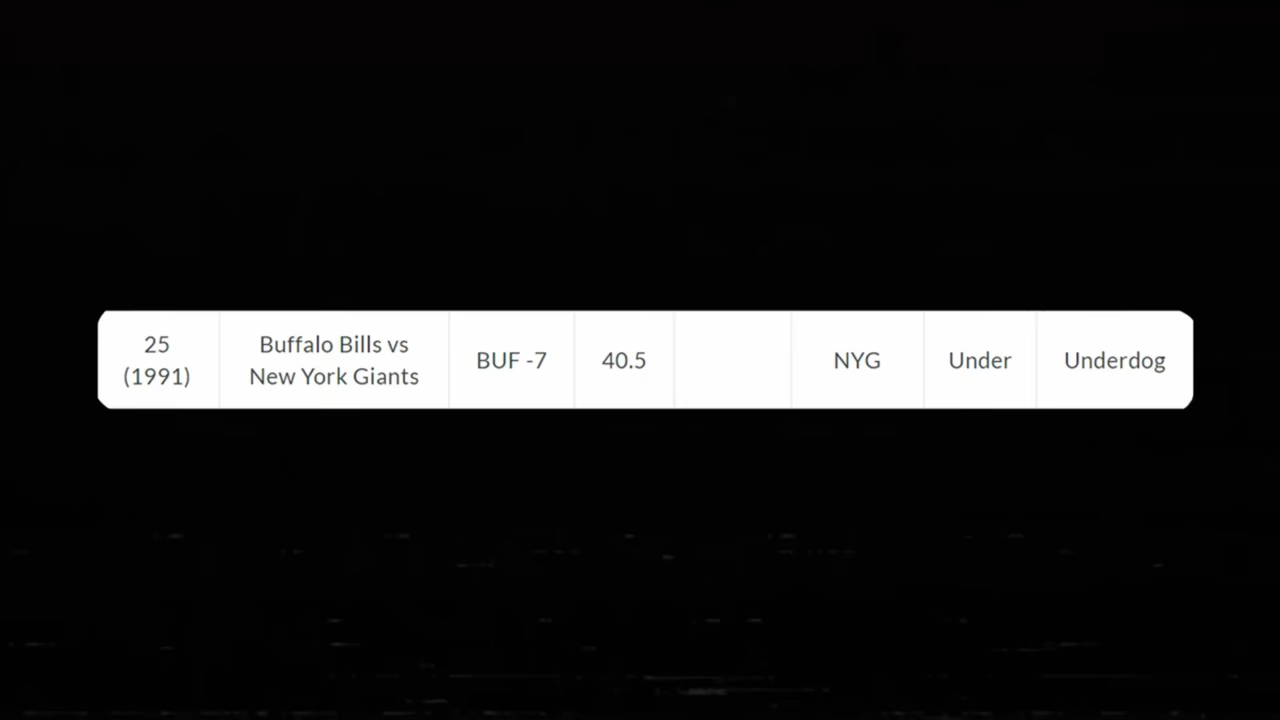 25
(1991)
Buffalo Bills vs
New York Giants
BUF -7
40.5
NYG
Under
Underdog